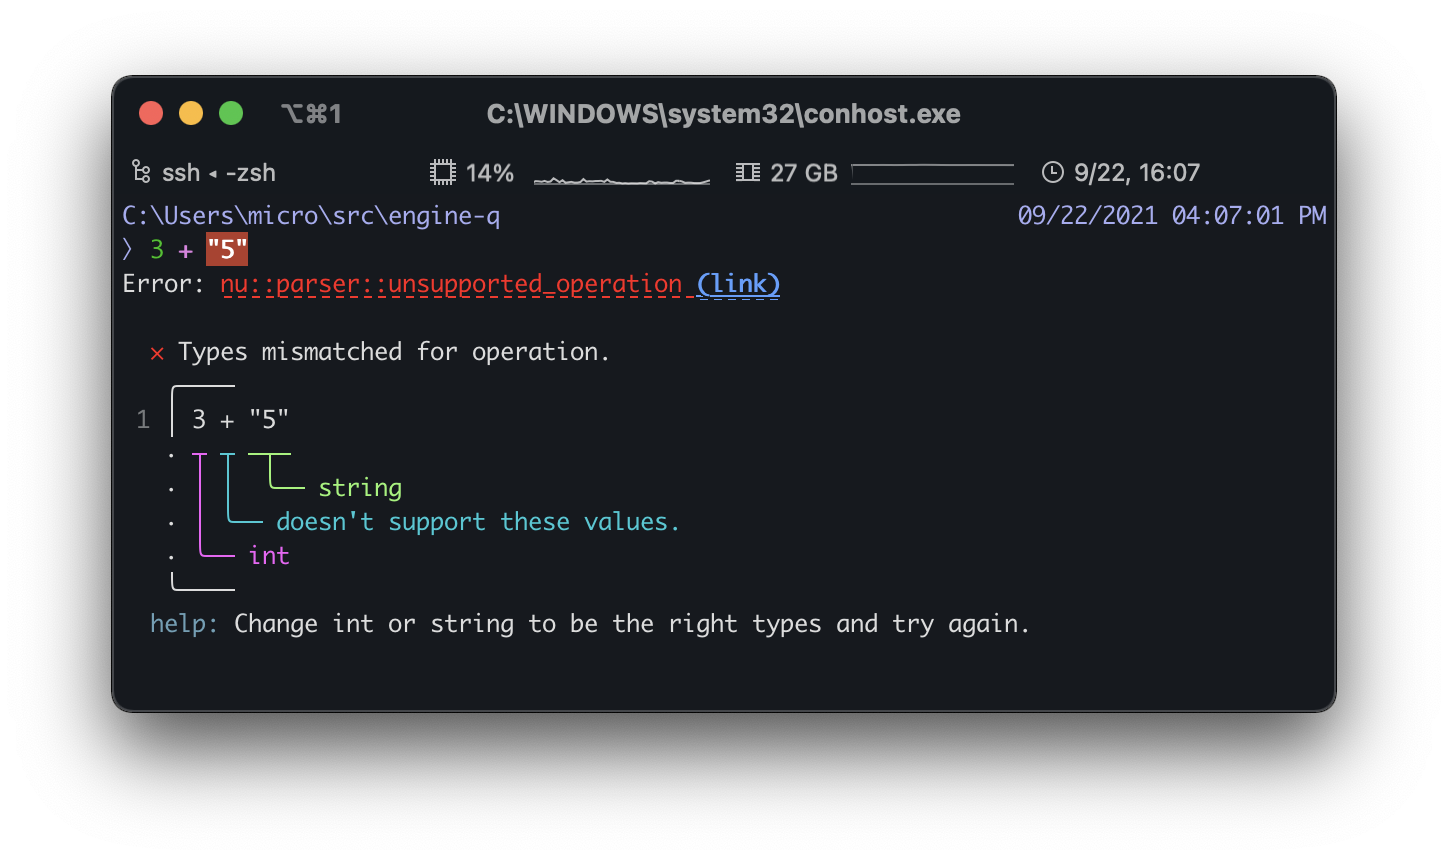 ⌥⌘1 C:\WINDOWS\system32\conhost.exe
ssh ◂ -zsh 14% 27 GB 9/22, 16:07
C:\Users\micro\src\engine-q 09/22/2021 04:07:01 PM
〉 3 + "5"
Error: nu::parser::unsupported_operation (link)
× Types mismatched for operation.
1 3 + "5"
· string
· doesn't support these values.
· int
help: Change int or string to be the right types and try again.